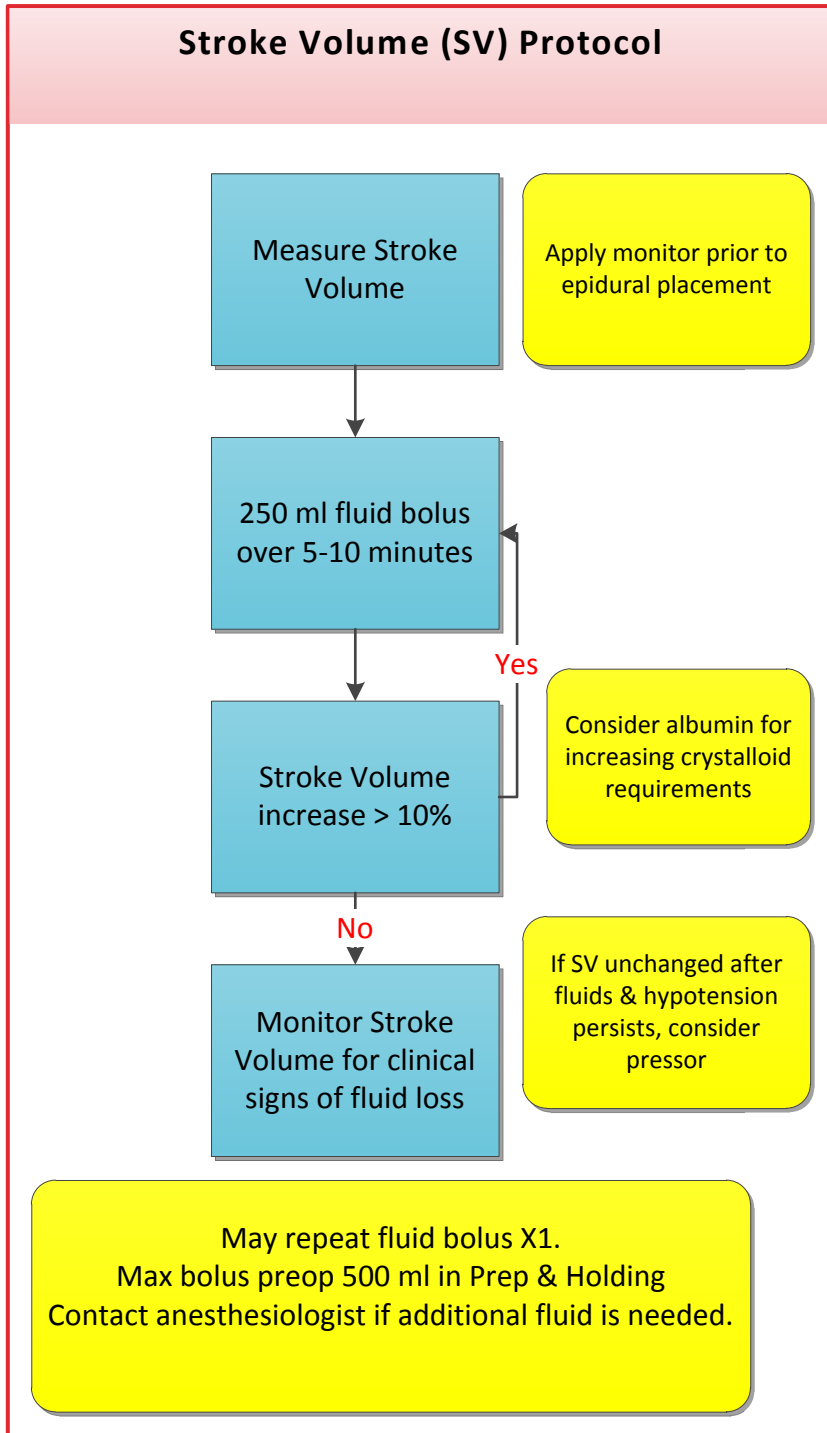 Stroke Volume (SV) Protocol
Measure Stroke
Volume
Apply monitor prior to
epidural placement
250 ml fluid bolus
over 5-10 minutes
Yes
Stroke Volume
increase > 10%
Consider albumin for
increasing crystalloid
requirements
No
Monitor Stroke
Volume for clinical
signs of fluid loss
If SV unchanged after
fluids & hypotension
persists, consider
pressor
May repeat fluid bolus X1.
Max bolus preop 500 ml in Prep & Holding
Contact anesthesiologist if additional fluid is needed.